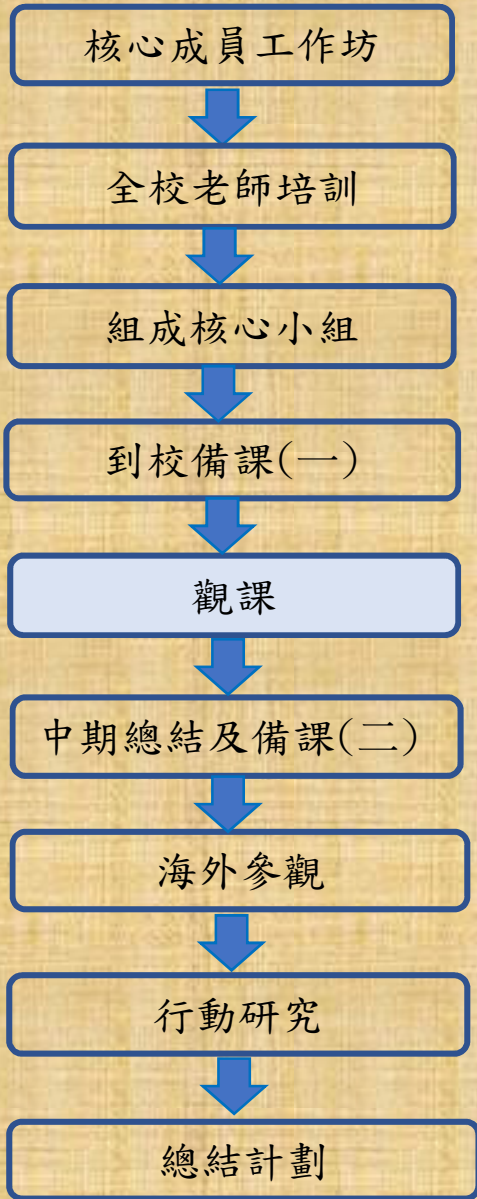 核心成員工作坊
全校老師培訓
組成核心小組
到校備課(一)
觀課
中期總結及備課(二)
海外參觀
行動研究
總結計劃